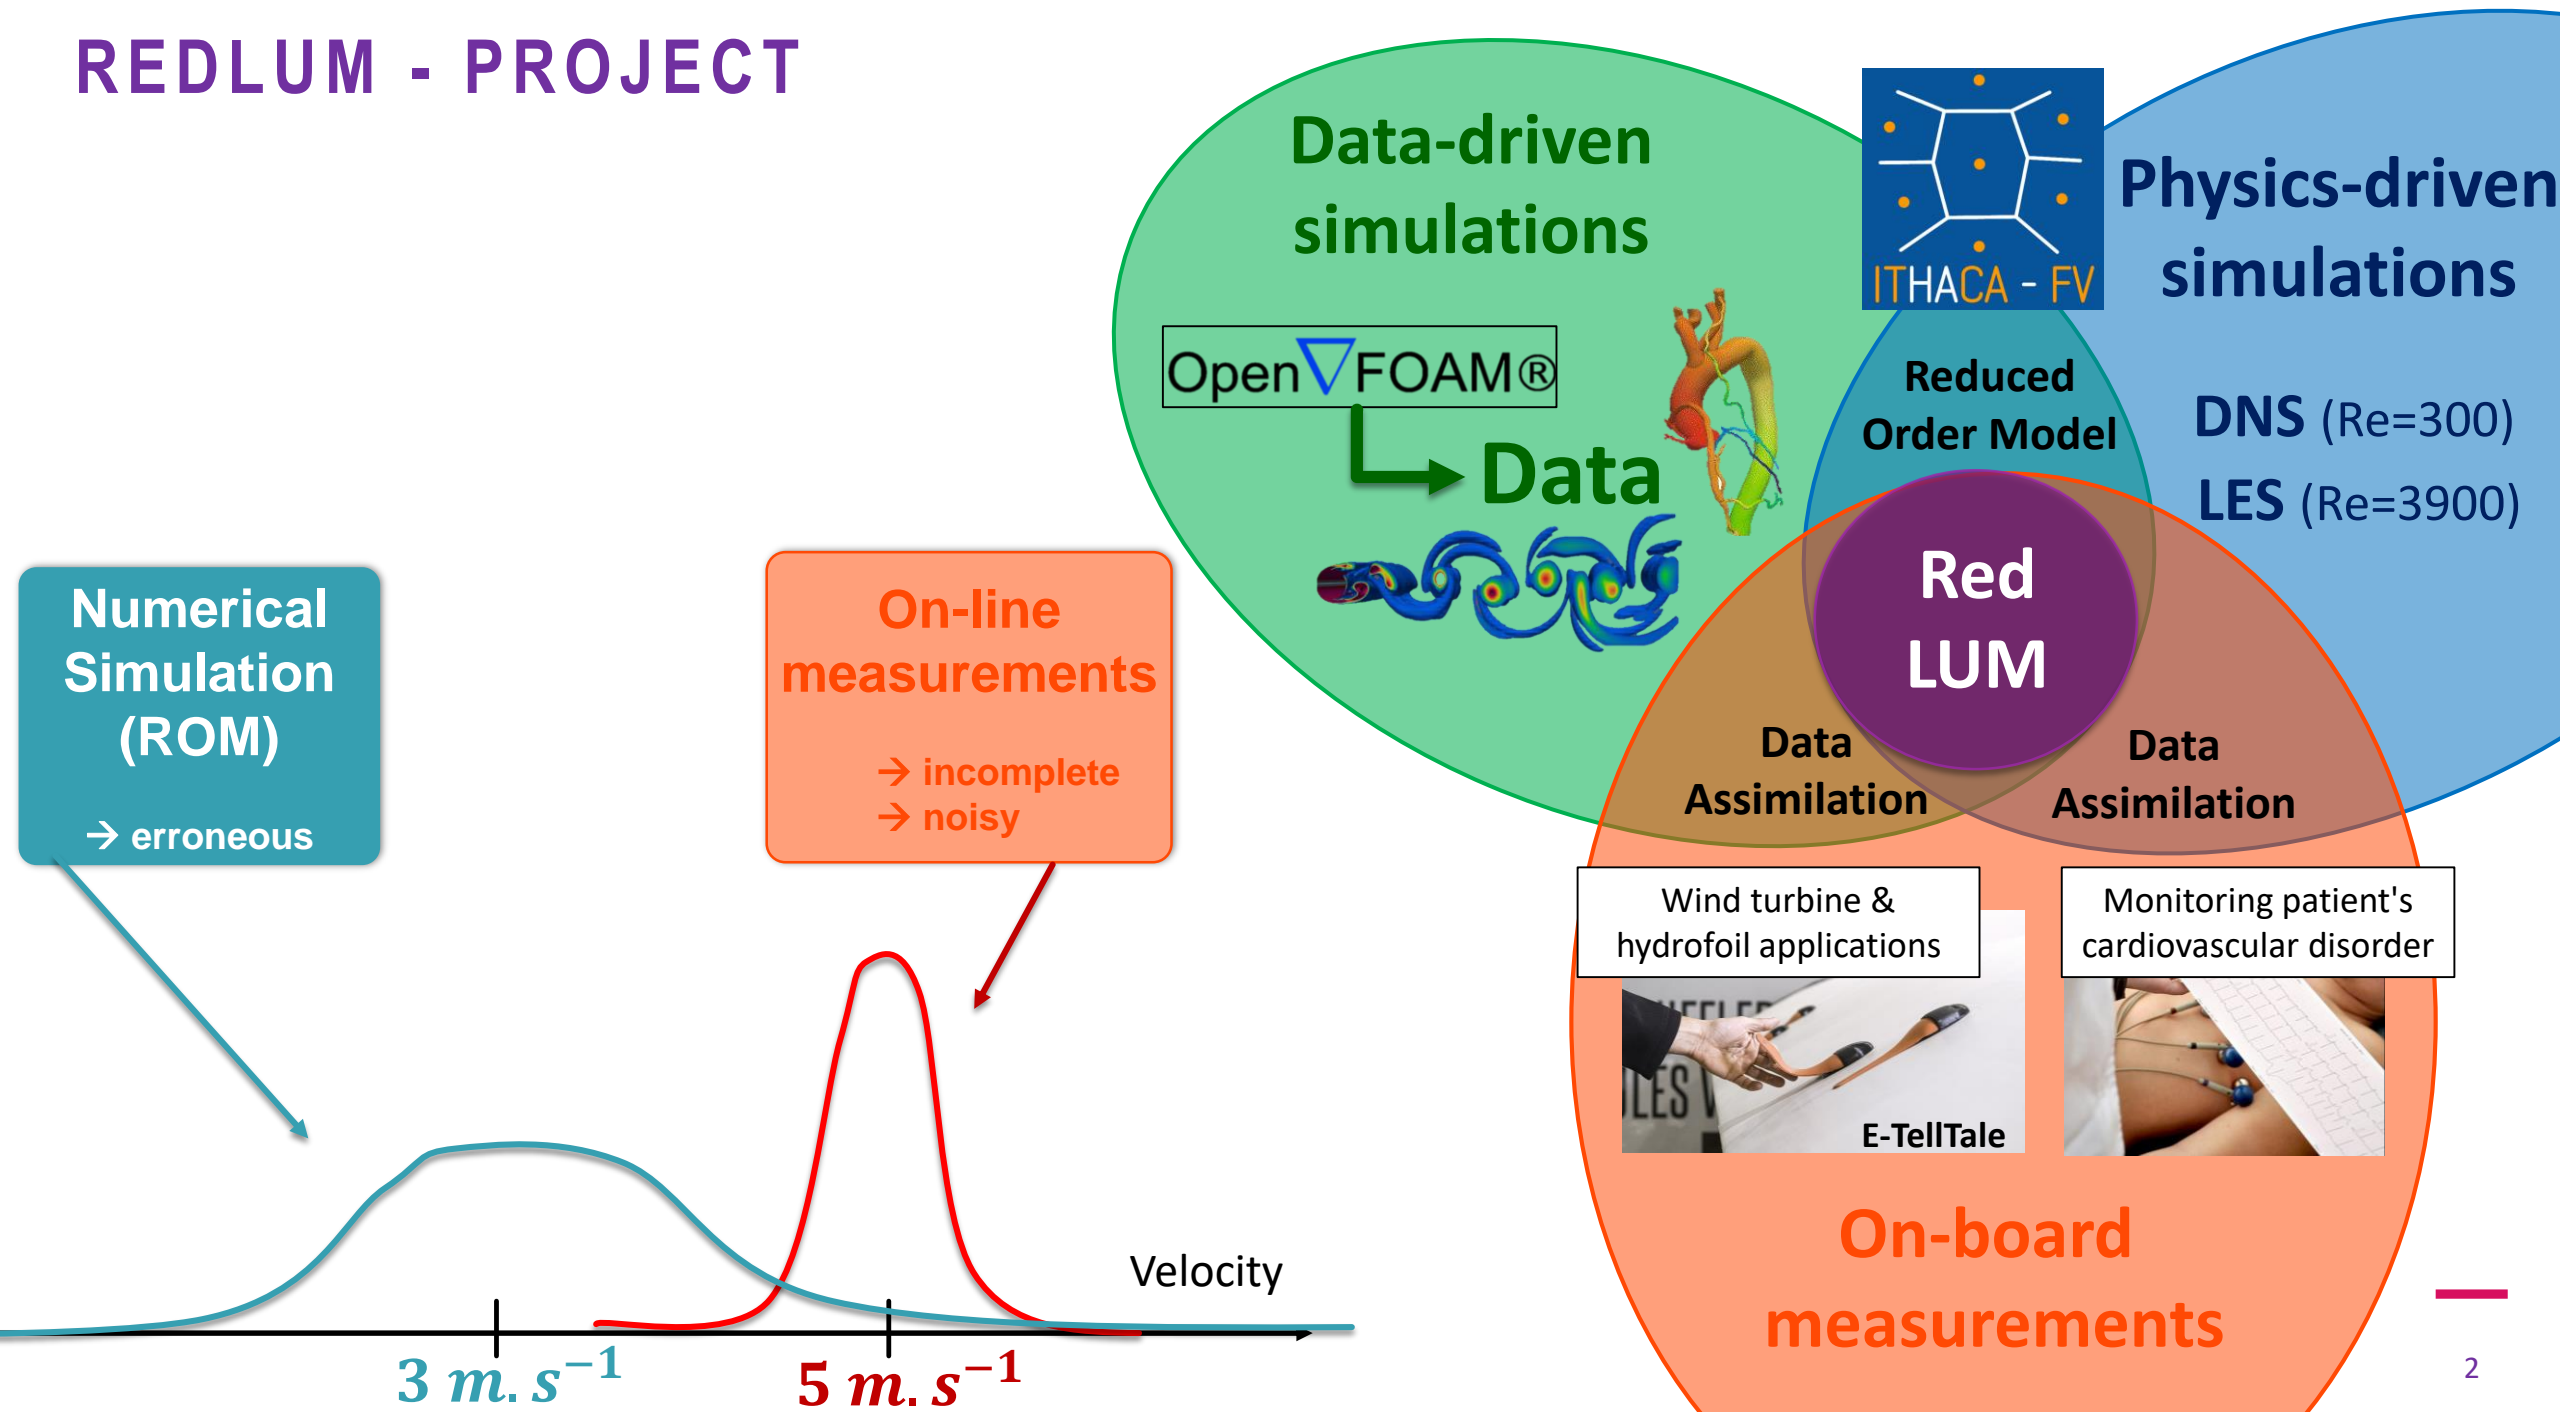 REDLUM - PROJECT
Data-driven
simulations
OpenFOAM®
Data
ITHACA - FV
Physics-driven
simulations
DNS (Re=300)
LES (Re=3900)
Reduced
Order Model
Red
LUM
Data
Assimilation
Data
Assimilation
Numerical
Simulation
(ROM)
→ erroneous
On-line
measurements
→ incomplete
→ noisy
Wind turbine &
hydrofoil applications
Monitoring patient's
cardiovascular disorder
E-TellTale
On-board
measurements
Velocity
3 m.s⁻¹
5 m.s⁻¹
2